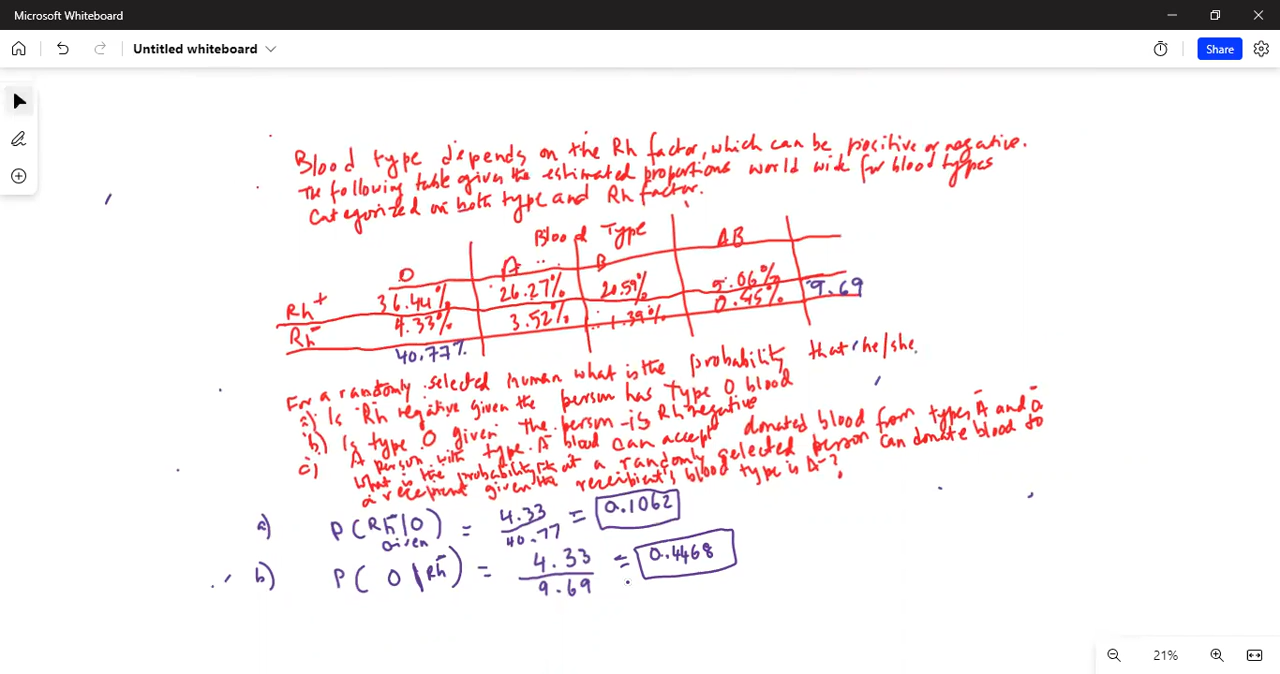 Microsoft Whiteboard
Untitled whiteboard
Share
Blood type depends on the Rh factor, which can be positive or negative.
The following table given the estimated proportions world wide for blood types
Categorized on both type and Rh factor.
Blood Type
O A B AB
Rh+ 36.44% 26.27% 20.59% 5.06%
Rh- 4.33% 3.52% 1.39% 0.45% 9.69
40.77%
For a randomly selected human what is the probability that he/she
a) Is Rh negative given the person has Type O blood
b) Is type O given the person is Rh negative
c) A person with type A- blood can accept donated blood from types A- and O-
What is the probability that a randomly selected person can donate blood to
a recepient given the recepient's blood type is A-?
a) P(Rh-|O) = 4.33/40.77 = 0.1062
Given
b) P(O|Rh-) = 4.33/9.69 = 0.4468
21%